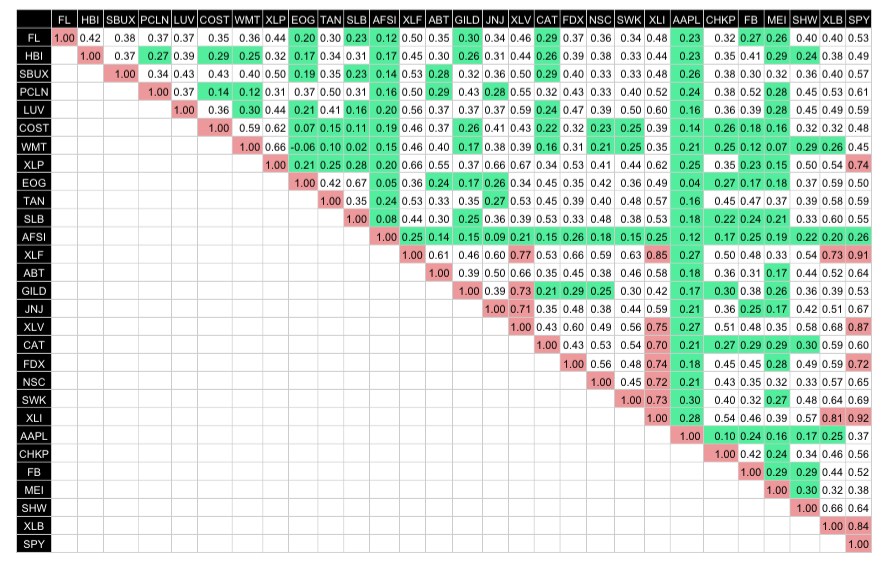 FL HBI SBUX PCLN LUV COST WMT XLP EOG TAN SLB AFSI XLF ABT GILD JNJ XLV CAT FDX NSC SWK XLI AAPL CHKP FB MEI SHW XLB SPY
FL 1.00 0.42 0.38 0.37 0.37 0.35 0.36 0.44 0.20 0.30 0.23 0.12 0.50 0.35 0.30 0.34 0.46 0.29 0.37 0.36 0.34 0.48 0.23 0.32 0.27 0.26 0.40 0.40 0.53
HBI 1.00 0.37 0.27 0.39 0.29 0.25 0.32 0.17 0.34 0.31 0.17 0.45 0.30 0.26 0.31 0.44 0.26 0.39 0.38 0.33 0.44 0.23 0.35 0.41 0.29 0.24 0.38 0.49
SBUX 1.00 0.34 0.43 0.43 0.40 0.50 0.19 0.35 0.23 0.14 0.53 0.28 0.32 0.36 0.50 0.29 0.40 0.33 0.33 0.48 0.26 0.38 0.30 0.32 0.36 0.40 0.57
PCLN 1.00 0.37 0.14 0.12 0.31 0.37 0.50 0.31 0.16 0.50 0.29 0.43 0.28 0.55 0.32 0.43 0.33 0.40 0.52 0.24 0.38 0.52 0.28 0.45 0.53 0.61
LUV 1.00 0.36 0.30 0.44 0.21 0.41 0.16 0.20 0.56 0.37 0.37 0.37 0.59 0.24 0.47 0.39 0.50 0.60 0.16 0.36 0.39 0.28 0.45 0.49 0.59
COST 1.00 0.59 0.62 0.07 0.15 0.11 0.19 0.46 0.37 0.26 0.41 0.43 0.22 0.32 0.23 0.25 0.39 0.14 0.26 0.18 0.16 0.32 0.32 0.48
WMT 1.00 0.66 -0.06 0.10 0.02 0.15 0.46 0.40 0.17 0.38 0.39 0.16 0.31 0.21 0.25 0.35 0.21 0.25 0.12 0.07 0.29 0.26 0.45
XLP 1.00 0.21 0.25 0.28 0.20 0.66 0.55 0.37 0.66 0.67 0.34 0.53 0.41 0.44 0.62 0.25 0.35 0.23 0.15 0.50 0.54 0.74
EOG 1.00 0.42 0.67 0.05 0.36 0.24 0.17 0.26 0.34 0.45 0.35 0.42 0.36 0.49 0.04 0.27 0.17 0.18 0.37 0.59 0.50
TAN 1.00 0.35 0.24 0.53 0.33 0.35 0.27 0.53 0.45 0.39 0.40 0.48 0.57 0.16 0.45 0.47 0.37 0.39 0.58 0.59
SLB 1.00 0.08 0.44 0.30 0.25 0.36 0.39 0.53 0.33 0.48 0.38 0.53 0.18 0.22 0.24 0.21 0.33 0.60 0.55
AFSI 1.00 0.25 0.14 0.15 0.09 0.21 0.15 0.26 0.18 0.15 0.25 0.12 0.17 0.25 0.19 0.22 0.20 0.26
XLF 1.00 0.61 0.46 0.60 0.77 0.53 0.66 0.59 0.63 0.85 0.27 0.50 0.48 0.33 0.54 0.73 0.91
ABT 1.00 0.39 0.50 0.66 0.35 0.45 0.38 0.46 0.58 0.18 0.36 0.31 0.17 0.44 0.52 0.64
GILD 1.00 0.39 0.73 0.21 0.29 0.25 0.30 0.42 0.17 0.30 0.38 0.26 0.36 0.39 0.53
JNJ 1.00 0.71 0.35 0.48 0.38 0.44 0.59 0.21 0.36 0.25 0.17 0.42 0.51 0.67
XLV 1.00 0.43 0.60 0.49 0.56 0.75 0.27 0.51 0.48 0.35 0.58 0.68 0.87
CAT 1.00 0.43 0.53 0.54 0.70 0.21 0.27 0.29 0.29 0.30 0.59 0.60
FDX 1.00 0.56 0.48 0.74 0.18 0.45 0.45 0.28 0.49 0.59 0.72
NSC 1.00 0.45 0.72 0.21 0.43 0.35 0.32 0.33 0.57 0.65
SWK 1.00 0.73 0.30 0.40 0.32 0.27 0.48 0.64 0.69
XLI 1.00 0.28 0.54 0.46 0.39 0.57 0.81 0.92
AAPL 1.00 0.10 0.24 0.16 0.17 0.25 0.37
CHKP 1.00 0.42 0.24 0.34 0.46 0.56
FB 1.00 0.29 0.29 0.44 0.52
MEI 1.00 0.30 0.32 0.38
SHW 1.00 0.66 0.64
XLB 1.00 0.84
SPY 1.00